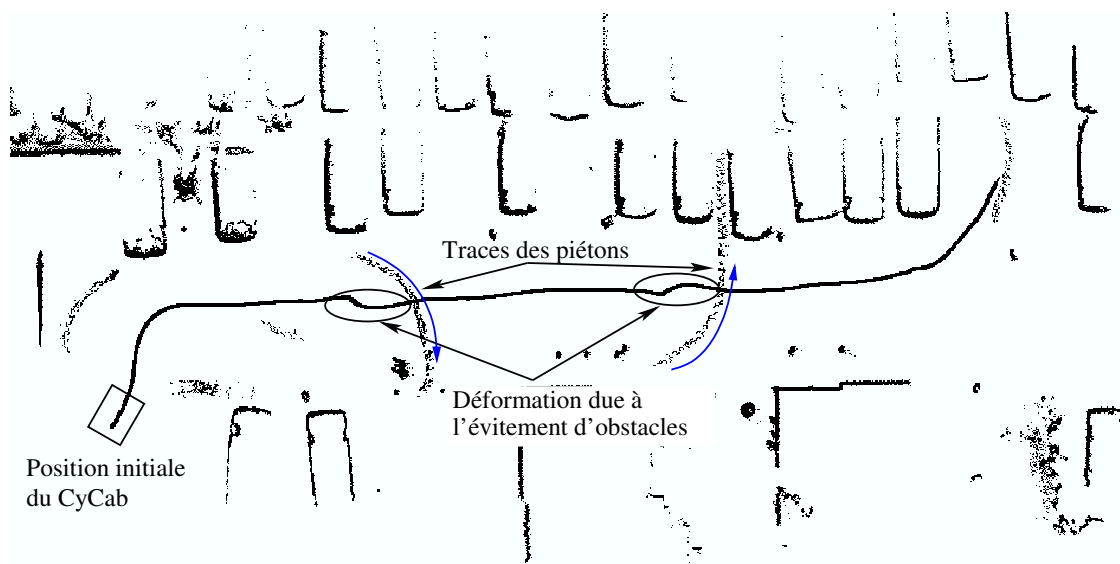 Traces des piétons
Déformation due à
l'évitement d'obstacles
Position initiale
du CyCab